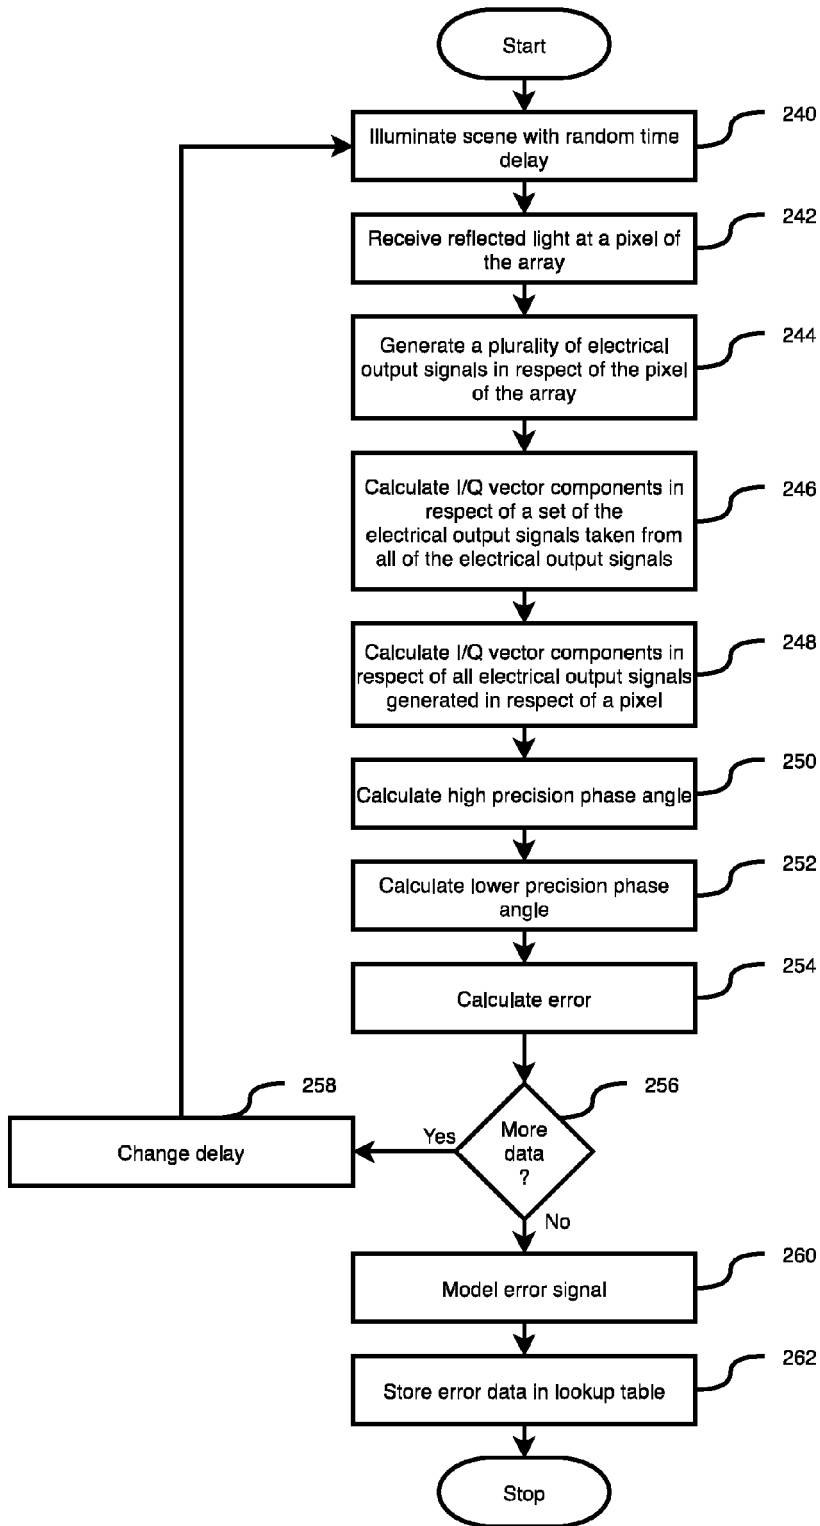 Start
240
Illuminate scene with random time
delay
242
Receive reflected light at a pixel of
the array
244
Generate a plurality of electrical
output signals in respect of the pixel
of the array
246
Calculate I/Q vector components in
respect of a set of the
electrical output signals taken from
all of the electrical output signals
248
Calculate I/Q vector components in
respect of all electrical output signals
generated in respect of a pixel
250
Calculate high precision phase angle
252
Calculate lower precision phase
angle
254
Calculate error
258
256
Change delay
Yes
More
data
?
No
260
Model error signal
262
Store error data in lookup table
Stop